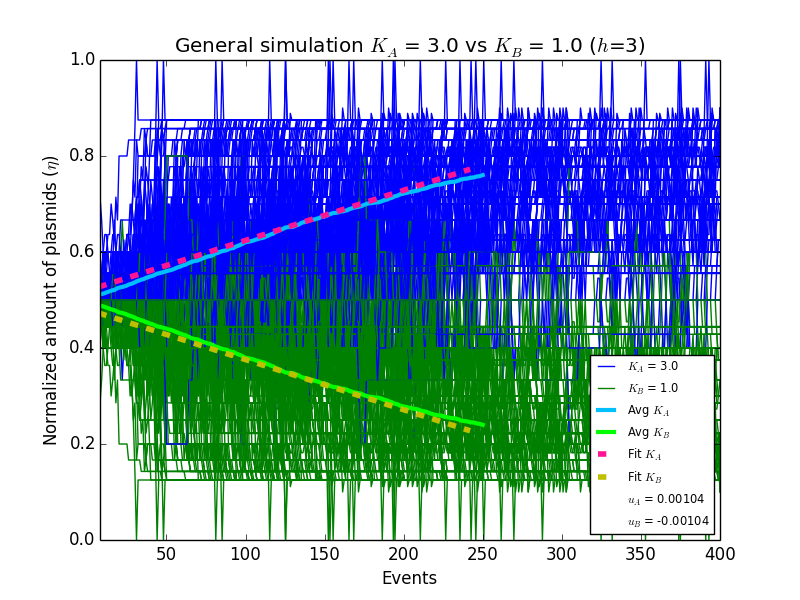 General simulation K_A = 3.0 vs K_B = 1.0 (h=3)
Normalized amount of plasmids (η)
1.0
0.8
0.6
0.4
0.2
0.0
50 100 150 200 250 300 350 400
Events
K_A = 3.0
K_B = 1.0
Avg K_A
Avg K_B
Fit K_A
Fit K_B
u_A = 0.00104
u_B = -0.00104